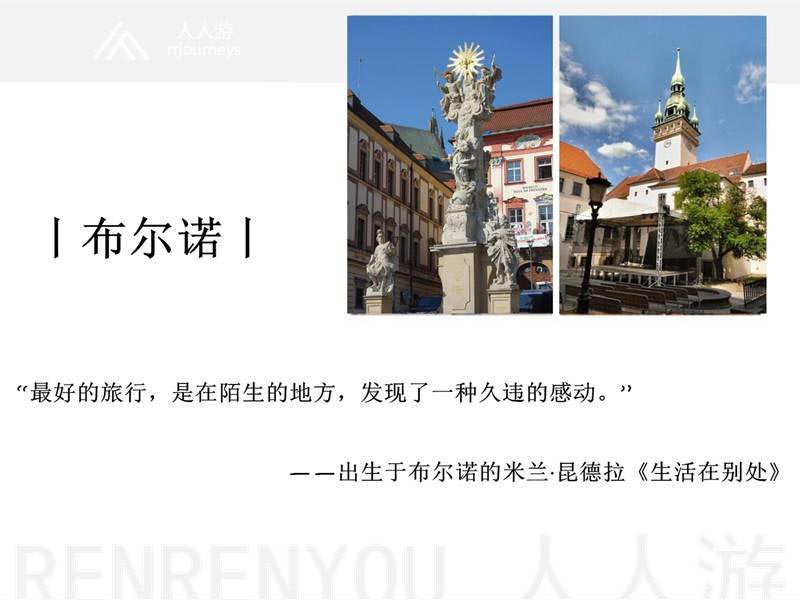 人人游
rrjourneys
丨布尔诺丨
“最好的旅行，是在陌生的地方，发现了一种久违的感动。”
——出生于布尔诺的米兰·昆德拉《生活在别处》
RENRENYOU 人人游